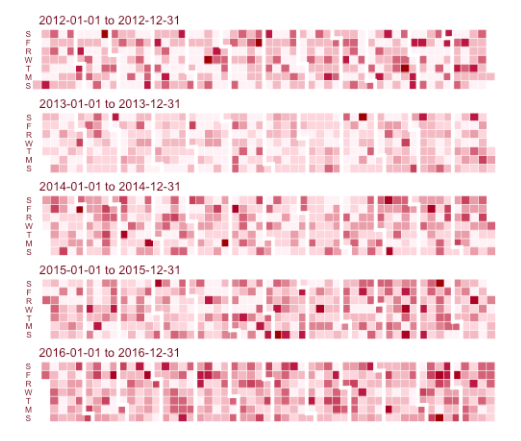 2012-01-01 to 2012-12-31
S
F
R
W
T
M
S
2013-01-01 to 2013-12-31
S
F
R
W
T
M
S
2014-01-01 to 2014-12-31
S
F
R
W
T
M
S
2015-01-01 to 2015-12-31
S
F
R
W
T
M
S
2016-01-01 to 2016-12-31
S
F
R
W
T
M
S